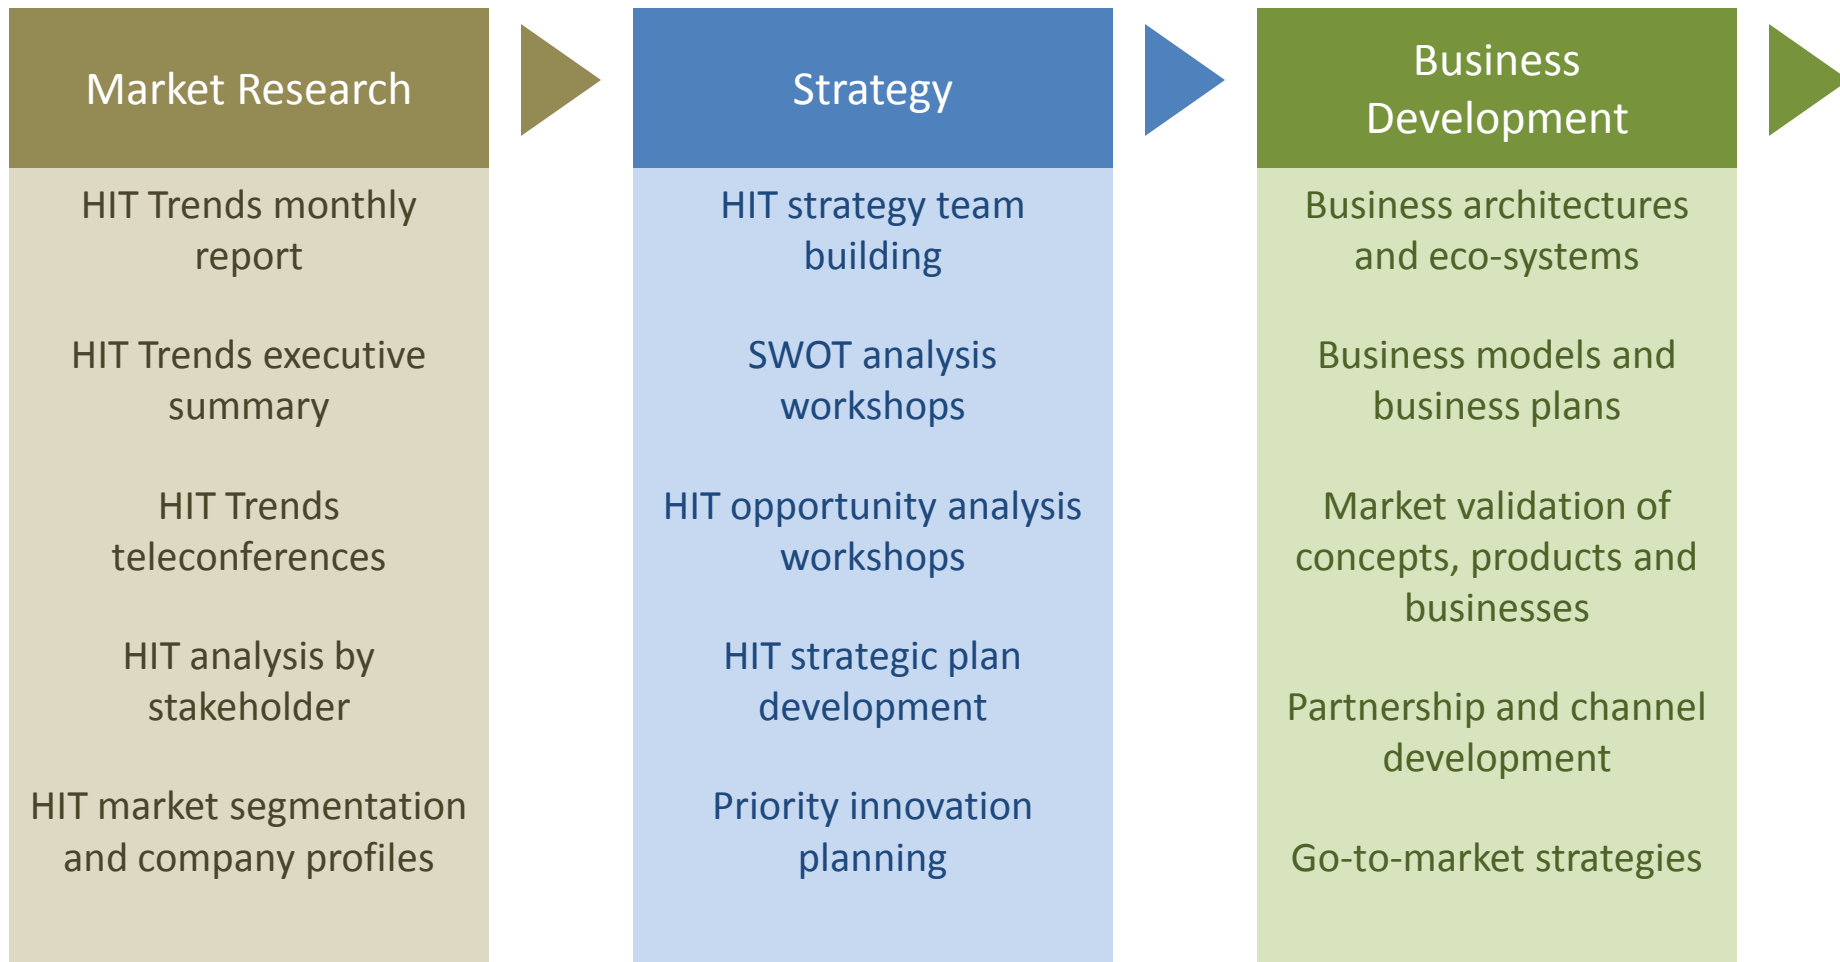 Market Research
HIT Trends monthly
report
HIT Trends executive
summary
HIT Trends
teleconferences
HIT analysis by
stakeholder
HIT market segmentation
and company profiles
Strategy
HIT strategy team
building
SWOT analysis
workshops
HIT opportunity analysis
workshops
HIT strategic plan
development
Priority innovation
planning
Business
Development
Business architectures
and eco-systems
Business models and
business plans
Market validation of
concepts, products and
businesses
Partnership and channel
development
Go-to-market strategies